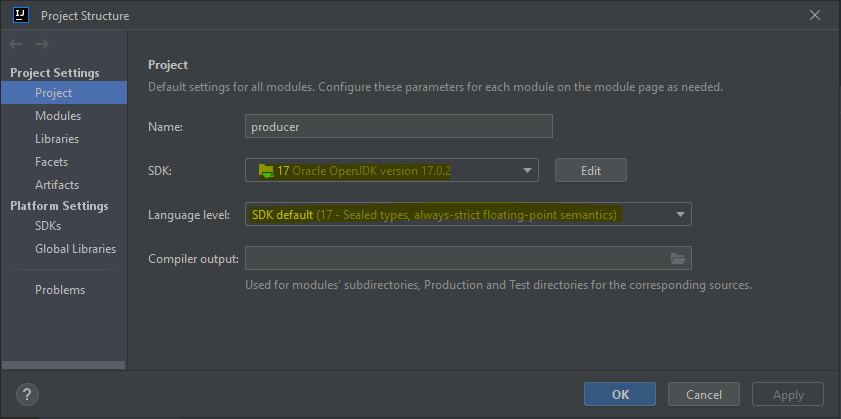 IJ
Project Structure
Project Settings
Project
Modules
Libraries
Facets
Artifacts
Platform Settings
SDKs
Global Libraries
Problems
Project
Default settings for all modules. Configure these parameters for each module on the module page as needed.
Name: producer
SDK: 17 Oracle OpenJDK version 17.0.2 Edit
Language level: SDK default (17 - Sealed types, always-strict floating-point semantics)
Compiler output:
Used for modules' subdirectories, Production and Test directories for the corresponding sources.
? OK Cancel Apply